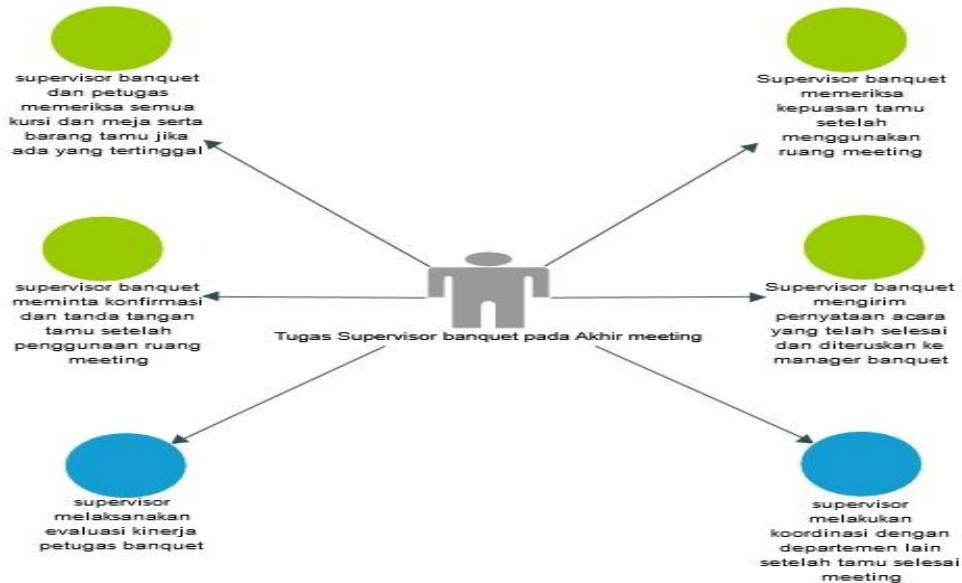 supervisor banquet
dan petugas
memeriksa semua
kursi dan meja serta
barang tamu jika
ada yang tertinggal
Supervisor banquet
memeriksa
kepuasan tamu
setelah
menggunakan
ruang meeting
supervisor banquet
meminta konfirmasi
dan tanda tangan
tamu setelah
penggunaan ruang
meeting
Tugas Supervisor banquet pada Akhir meeting
Supervisor banquet
mengirim
pernyataan acara
yang telah selesai
dan diteruskan ke
manager banquet
supervisor
melaksanakan
evaluasi kinerja
petugas banquet
supervisor
melakukan
koordinasi dengan
departemen lain
setelah tamu selesai
meeting